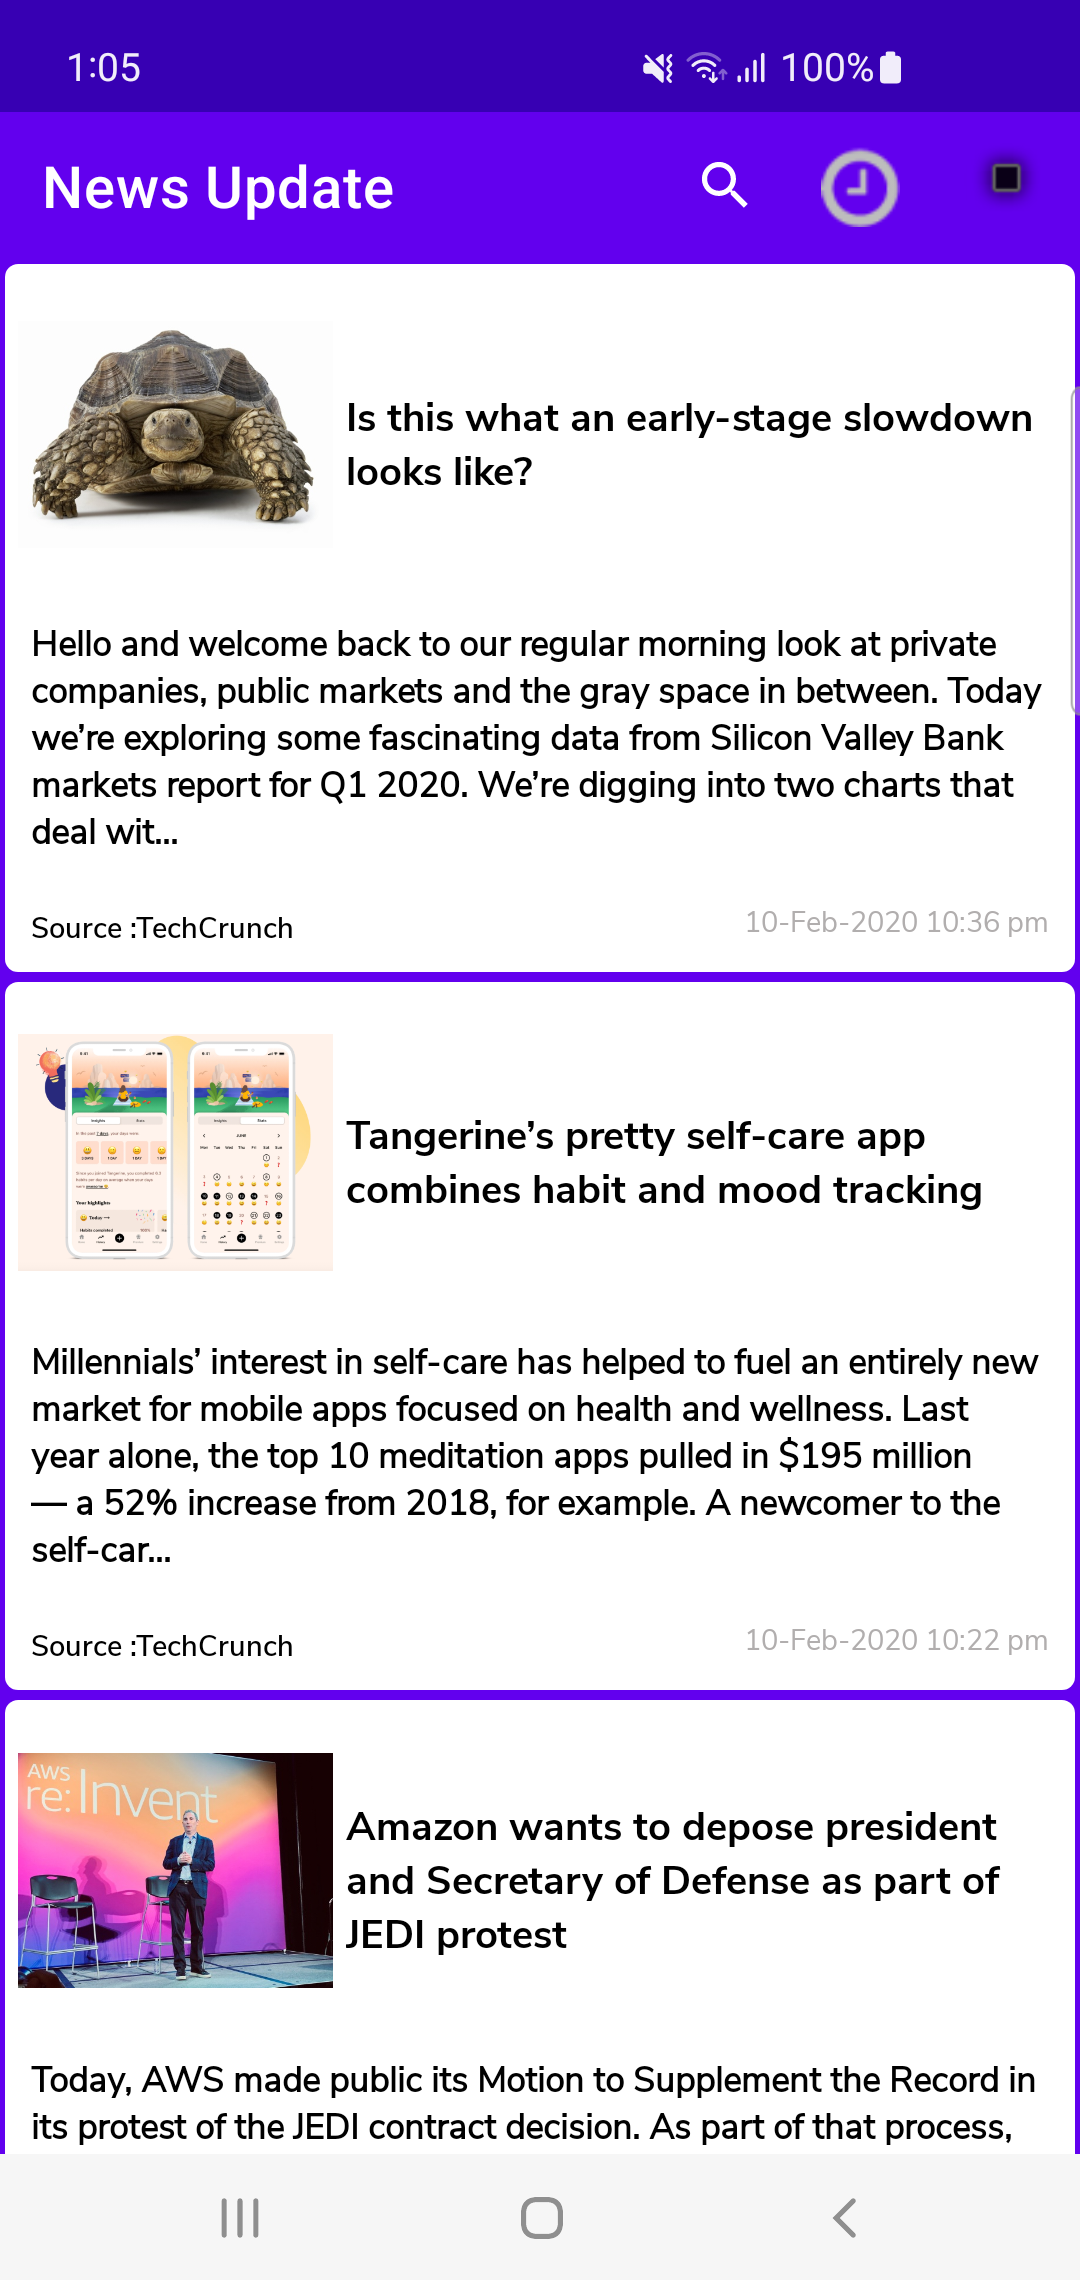 1:05
100%
News Update
Is this what an early-stage slowdown
looks like?
Hello and welcome back to our regular morning look at private
companies, public markets and the gray space in between. Today
we’re exploring some fascinating data from Silicon Valley Bank
markets report for Q1 2020. We’re digging into two charts that
deal wit...
Source :TechCrunch
10-Feb-2020 10:36 pm
Tangerine’s pretty self-care app
combines habit and mood tracking
Millennials’ interest in self-care has helped to fuel an entirely new
market for mobile apps focused on health and wellness. Last
year alone, the top 10 meditation apps pulled in $195 million
— a 52% increase from 2018, for example. A newcomer to the
self-car...
Source :TechCrunch
10-Feb-2020 10:22 pm
AWS
re:Invent
Amazon wants to depose president
and Secretary of Defense as part of
JEDI protest
Today, AWS made public its Motion to Supplement the Record in
its protest of the JEDI contract decision. As part of that process,